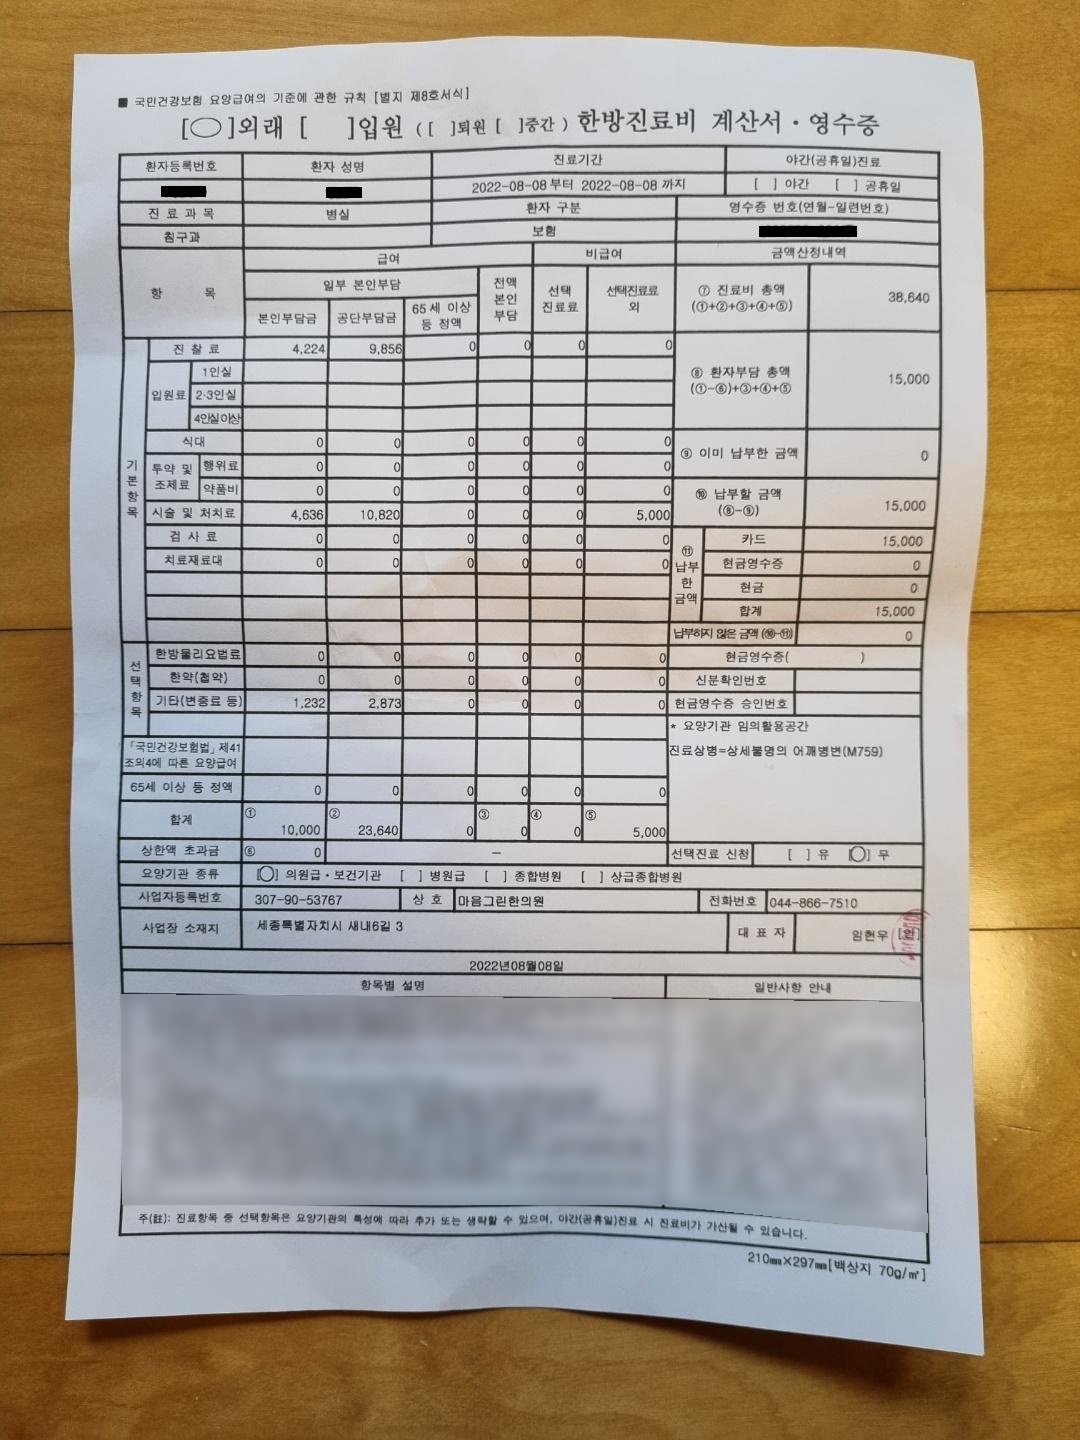 ■ 국민건강보험 요양급여의 기준에 관한 규칙 [별지 제8호서식]
[○]외래 [ ]입원 ( [ ]퇴원 [ ]중간 ) 한방진료비 계산서·영수증
환자등록번호 환자 성명 진료기간 야간(공휴일)진료
2022-08-08부터 2022-08-08까지 [ ] 야간 [ ] 공휴일
진료과목 병실 환자 구분 영수증 번호(연월-일련번호)
침구과 보험
항 목 급여 비급여 금액산정내역
일부 본인부담 전액 본인 부담 선택 진료료 선택진료료 외
본인부담금 공단부담금 65세 이상 등 정액
⑦ 진료비 총액 (①+②+③+④+⑤) 38,640
기본항목
진 찰 료 4,224 9,856 0 0 0 0
⑧ 환자부담 총액 (①-⑥)+③+④+⑤ 15,000
입원료 1인실
2·3인실
4인실이상
식대 0 0 0 0 0 0
⑨ 이미 납부한 금액 0
투약 및 조제료 행위료 0 0 0 0 0 0
약품비 0 0 0 0 0 0
⑩ 납부할 금액 (⑧-⑨) 15,000
시술 및 처치료 4,636 10,820 0 0 0 5,000
검 사 료 0 0 0 0 0 0
치료재료대 0 0 0 0 0 0
⑪ 납부한 금액 카드 15,000
현금영수증 0
현금 0
합계 15,000
납부하지 않은 금액 (⑩-⑪) 0
선택항목
한방물리요법료 0 0 0 0 0 0
현금영수증( )
한약(첩약) 0 0 0 0 0 0
신분확인번호
기타(변증료 등) 1,232 2,873 0 0 0 0
현금영수증 승인번호
* 요양기관 임의활용공간
진료상병=상세불명의 어깨병변(M759)
「국민건강보험법」제41조의4에 따른 요양급여
65세 이상 등 정액 0 0 0 0 0 0
합계 ① 10,000 ② 23,640 0 ③ 0 ④ 0 ⑤ 5,000
상한액 초과금 ⑥ 0 - 선택진료 신청 [ ] 유 [○] 무
요양기관 종류 [○] 의원급·보건기관 [ ] 병원급 [ ] 종합병원 [ ] 상급종합병원
사업자등록번호 307-90-53767 상 호 마음그린한의원 전화번호 044-866-7510
사업장 소재지 세종특별자치시 새내6길 3 대 표 자 임현우 [인]
2022년08월08일
항목별 설명 일반사항 안내
주(註): 진료항목 중 선택항목은 요양기관의 특성에 따라 추가 또는 생략할 수 있으며, 야간(공휴일)진료 시 진료비가 가산될 수 있습니다.
210㎜×297㎜[백상지 70g/㎡]